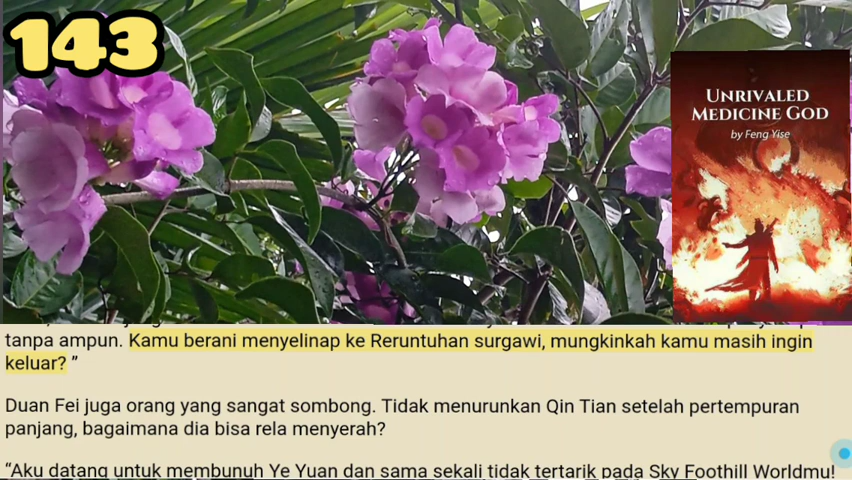 143
UNRIVALED
MEDICINE GOD
by Feng Yise
tanpa ampun. Kamu berani menyelinap ke Reruntuhan surgawi, mungkinkah kamu masih ingin
keluar? ”
Duan Fei juga orang yang sangat sombong. Tidak menurunkan Qin Tian setelah pertempuran
panjang, bagaimana dia bisa rela menyerah?
“Aku datang untuk membunuh Ye Yuan dan sama sekali tidak tertarik pada Sky Foothill Worldmu!